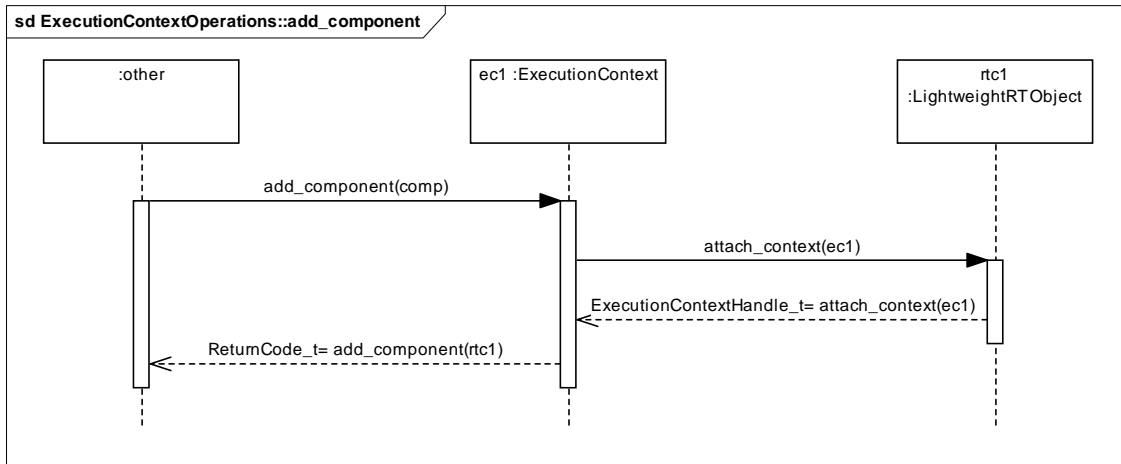 sd ExecutionContextOperations::add_component
:other
ec1 :ExecutionContext
rtc1
:LightweightRTObject
add_component(comp)
attach_context(ec1)
ExecutionContextHandle_t= attach_context(ec1)
ReturnCode_t= add_component(rtc1)